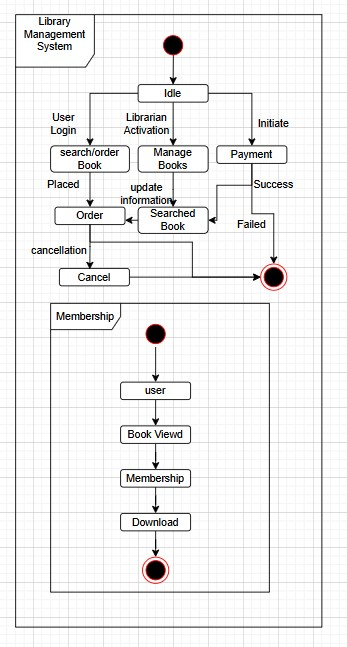 Library
Management
System
Idle
User
Login
Librarian
Activation
Initiate
search/order
Book
Manage
Books
Payment
Placed
update
information
Success
Order
Searched
Book
Failed
cancellation
Cancel
Membership
user
Book Viewd
Membership
Download